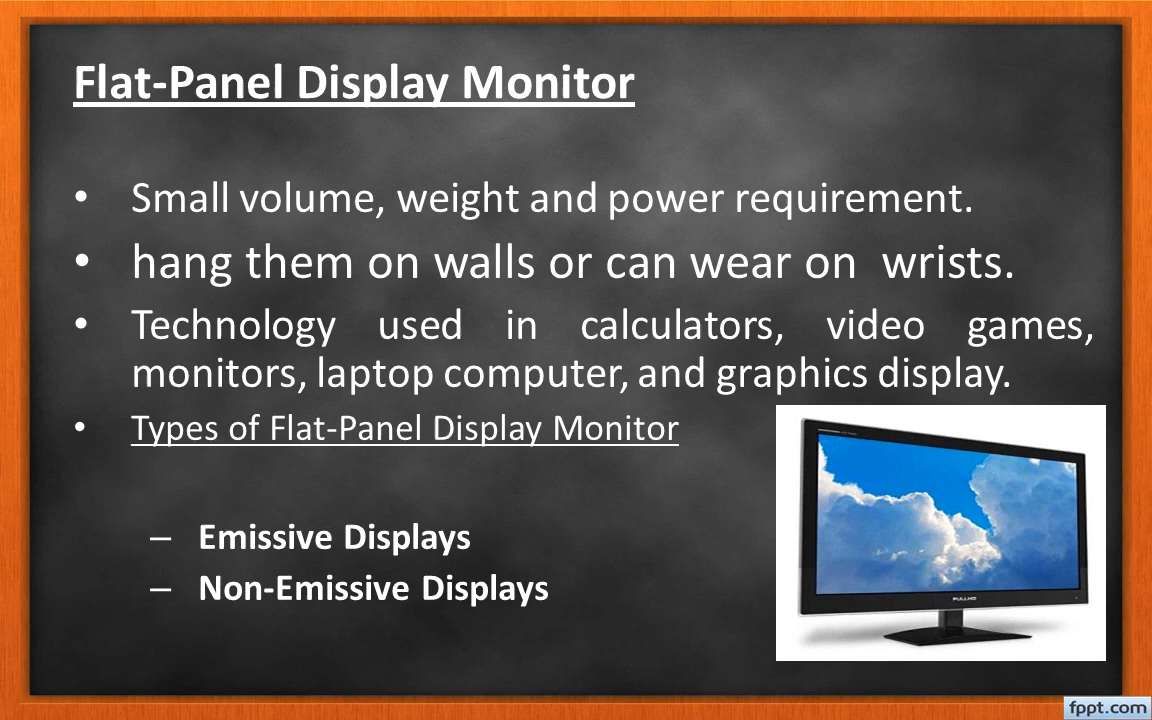 Flat-Panel Display Monitor
• Small volume, weight and power requirement.
• hang them on walls or can wear on wrists.
• Technology used in calculators, video games,
monitors, laptop computer, and graphics display.
• Types of Flat-Panel Display Monitor
– Emissive Displays
– Non-Emissive Displays
FULLHD
fppt.com